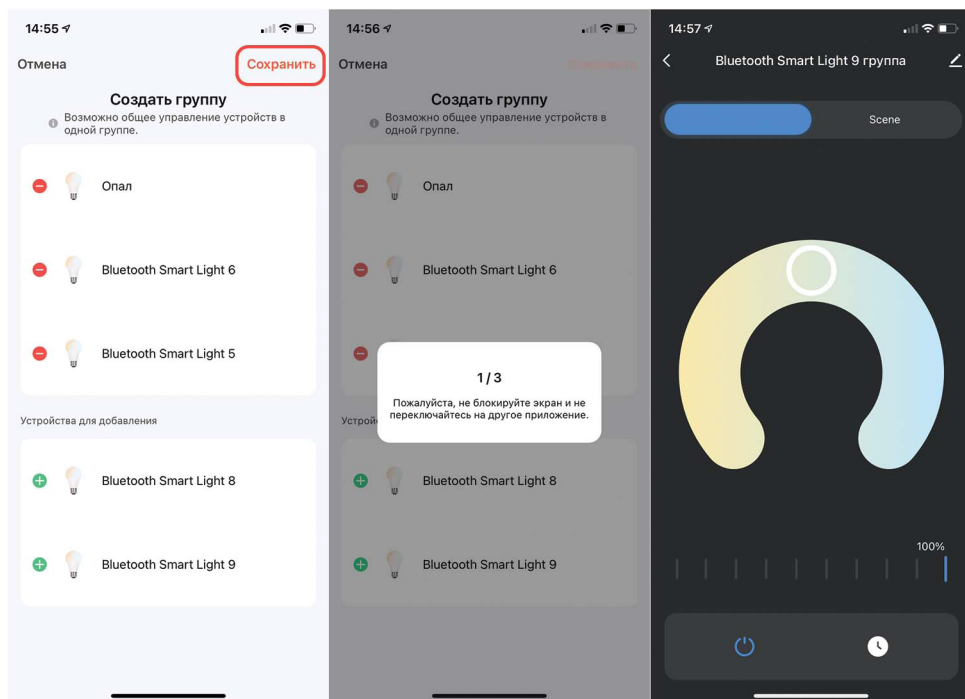 14:55
Отмена
Сохранить
Создать группу
Возможно общее управление устройств в
одной группе.
Опал
Bluetooth Smart Light 6
Bluetooth Smart Light 5
Устройства для добавления
Bluetooth Smart Light 8
Bluetooth Smart Light 9
14:56
Отмена
Сохранить
Создать группу
Возможно общее управление устройств в
одной группе.
Опал
Bluetooth Smart Light 6
1 / 3
Пожалуйста, не блокируйте экран и не
переключайтесь на другое приложение.
Bluetooth Smart Light 8
Bluetooth Smart Light 9
14:57
Bluetooth Smart Light 9 группа
Scene
100%